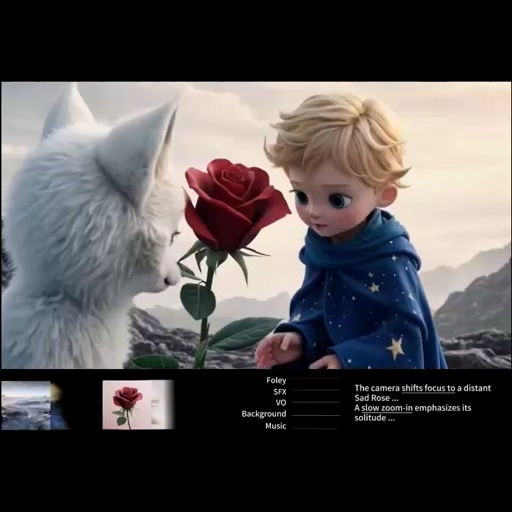 Foley
SFX
VO
Background
Music
The camera shifts focus to a distant
Sad Rose ...
A slow zoom-in emphasizes its
solitude ...